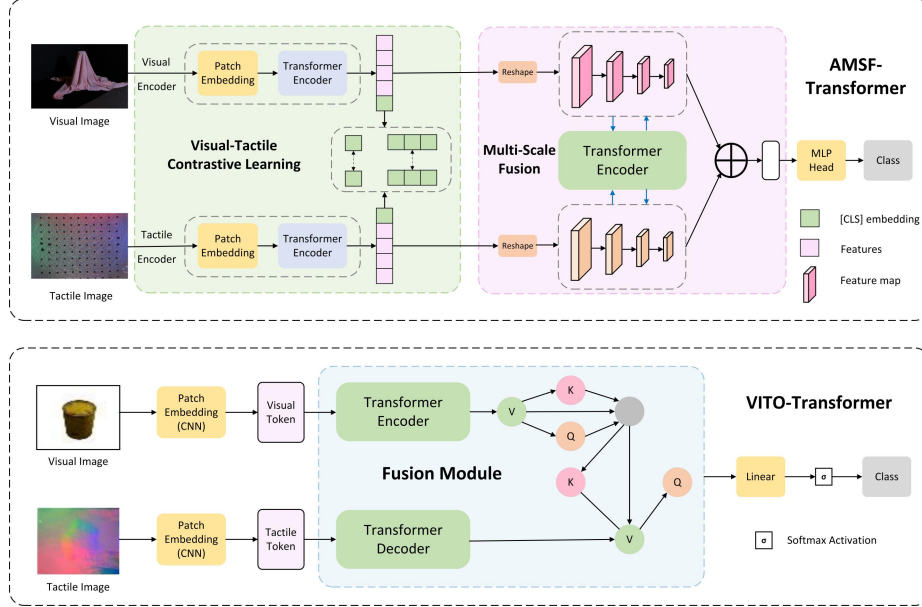 Visual
Encoder
Visual Image
Patch
Embedding
Transformer
Encoder
Visual-Tactile
Contrastive Learning
Tactile
Encoder
Tactile Image
Patch
Embedding
Transformer
Encoder
Reshape
Multi-Scale
Fusion
Transformer
Encoder
Reshape
AMSF-
Transformer
MLP
Head
Class
[CLS] embedding
Features
Feature map
Visual Image
Patch
Embedding
(CNN)
Visual
Token
Transformer
Encoder
V
K
Q
Fusion Module
K
Q
V
Tactile Image
Patch
Embedding
(CNN)
Tactile
Token
Transformer
Decoder
VITO-Transformer
Linear
σ
Class
σ
Softmax Activation